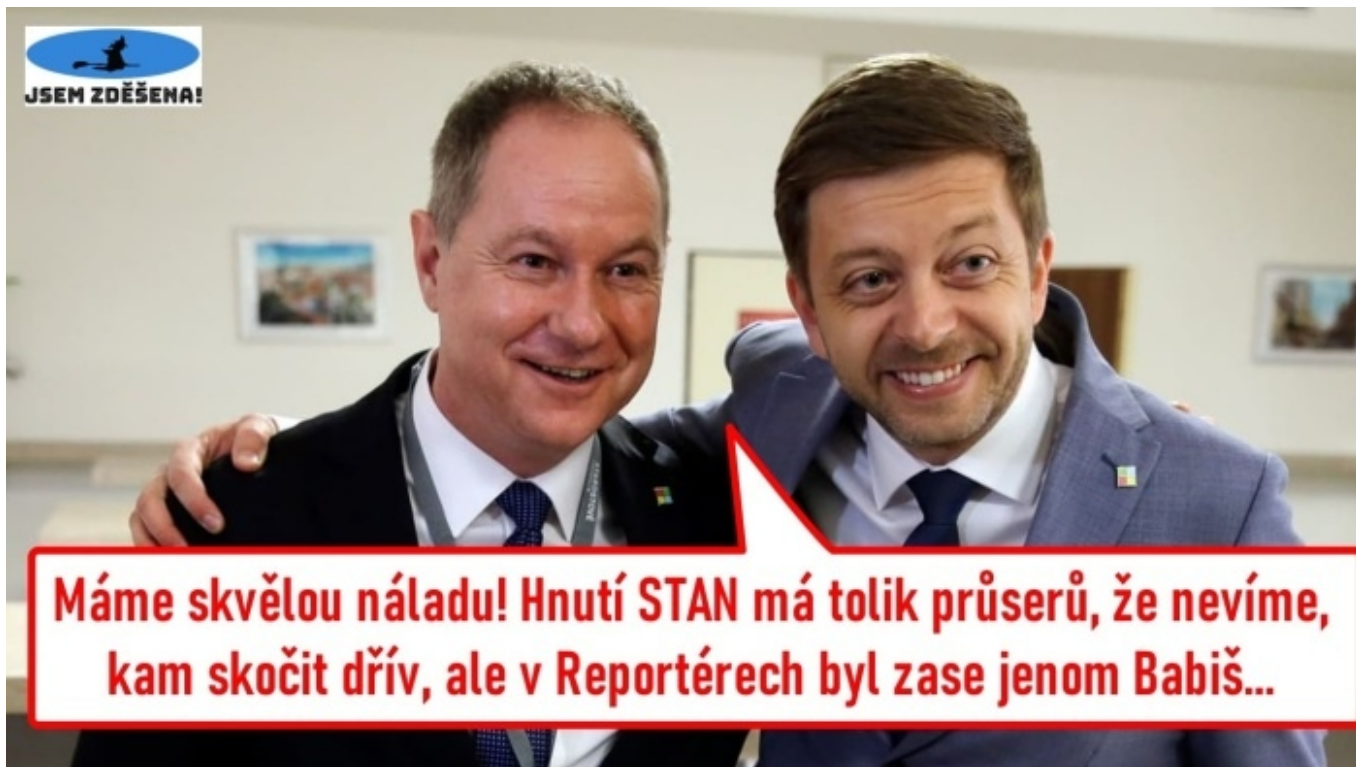 JSEM ZDĚŠENA!
Máme skvělou náladu! Hnutí STAN má tolik průserů, že nevíme,
kam skočit dřív, ale v Reportérech byl zase jenom Babiš...